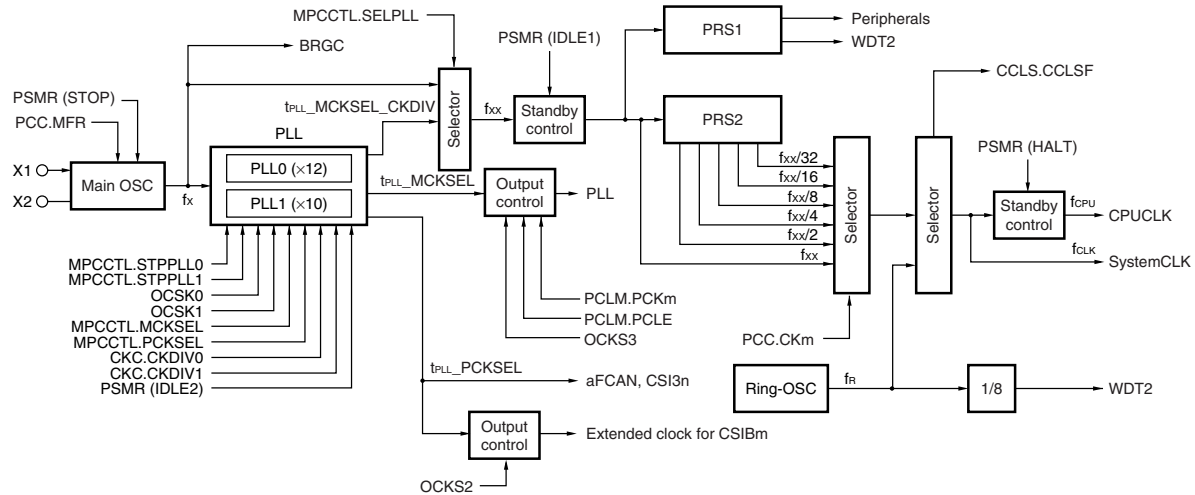 MPCCTL.SELPLL
BRGC
PSMR (IDLE1)
PRS1
Peripherals
WDT2
CCLS.CCLSF
PSMR (STOP)
PCC.MFR
tPLL_MCKSEL_CKDIV
Selector
fxx
Standby
control
PRS2
PLL
PLL0 (×12)
PLL1 (×10)
X1
X2
Main OSC
fX
tPLL_MCKSEL
Output
control
PLL
fxx/32
fxx/16
fxx/8
fxx/4
fxx/2
fxx
Selector
Selector
PSMR (HALT)
Standby
control
fCPU
CPUCLK
fCLK
SystemCLK
MPCCTL.STPPLL0
MPCCTL.STPPLL1
OCSK0
OCSK1
MPCCTL.MCKSEL
MPCCTL.PCKSEL
CKC.CKDIV0
CKC.CKDIV1
PSMR (IDLE2)
PCLM.PCKm
PCLM.PCLE
OCKS3
PCC.CKm
tPLL_PCKSEL
aFCAN, CSI3n
Ring-OSC
fR
1/8
WDT2
Output
control
Extended clock for CSIBm
OCKS2